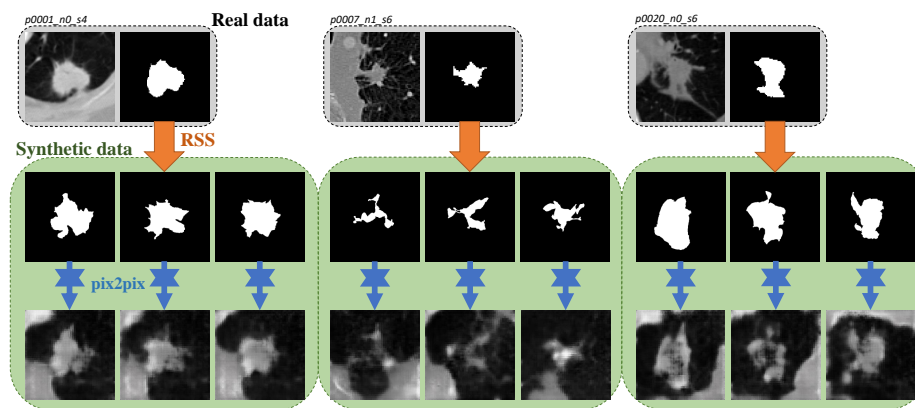 p0001_n0_s4
Real data
p0007_n1_s6
p0020_n0_s6
RSS
Synthetic data
pix2pix